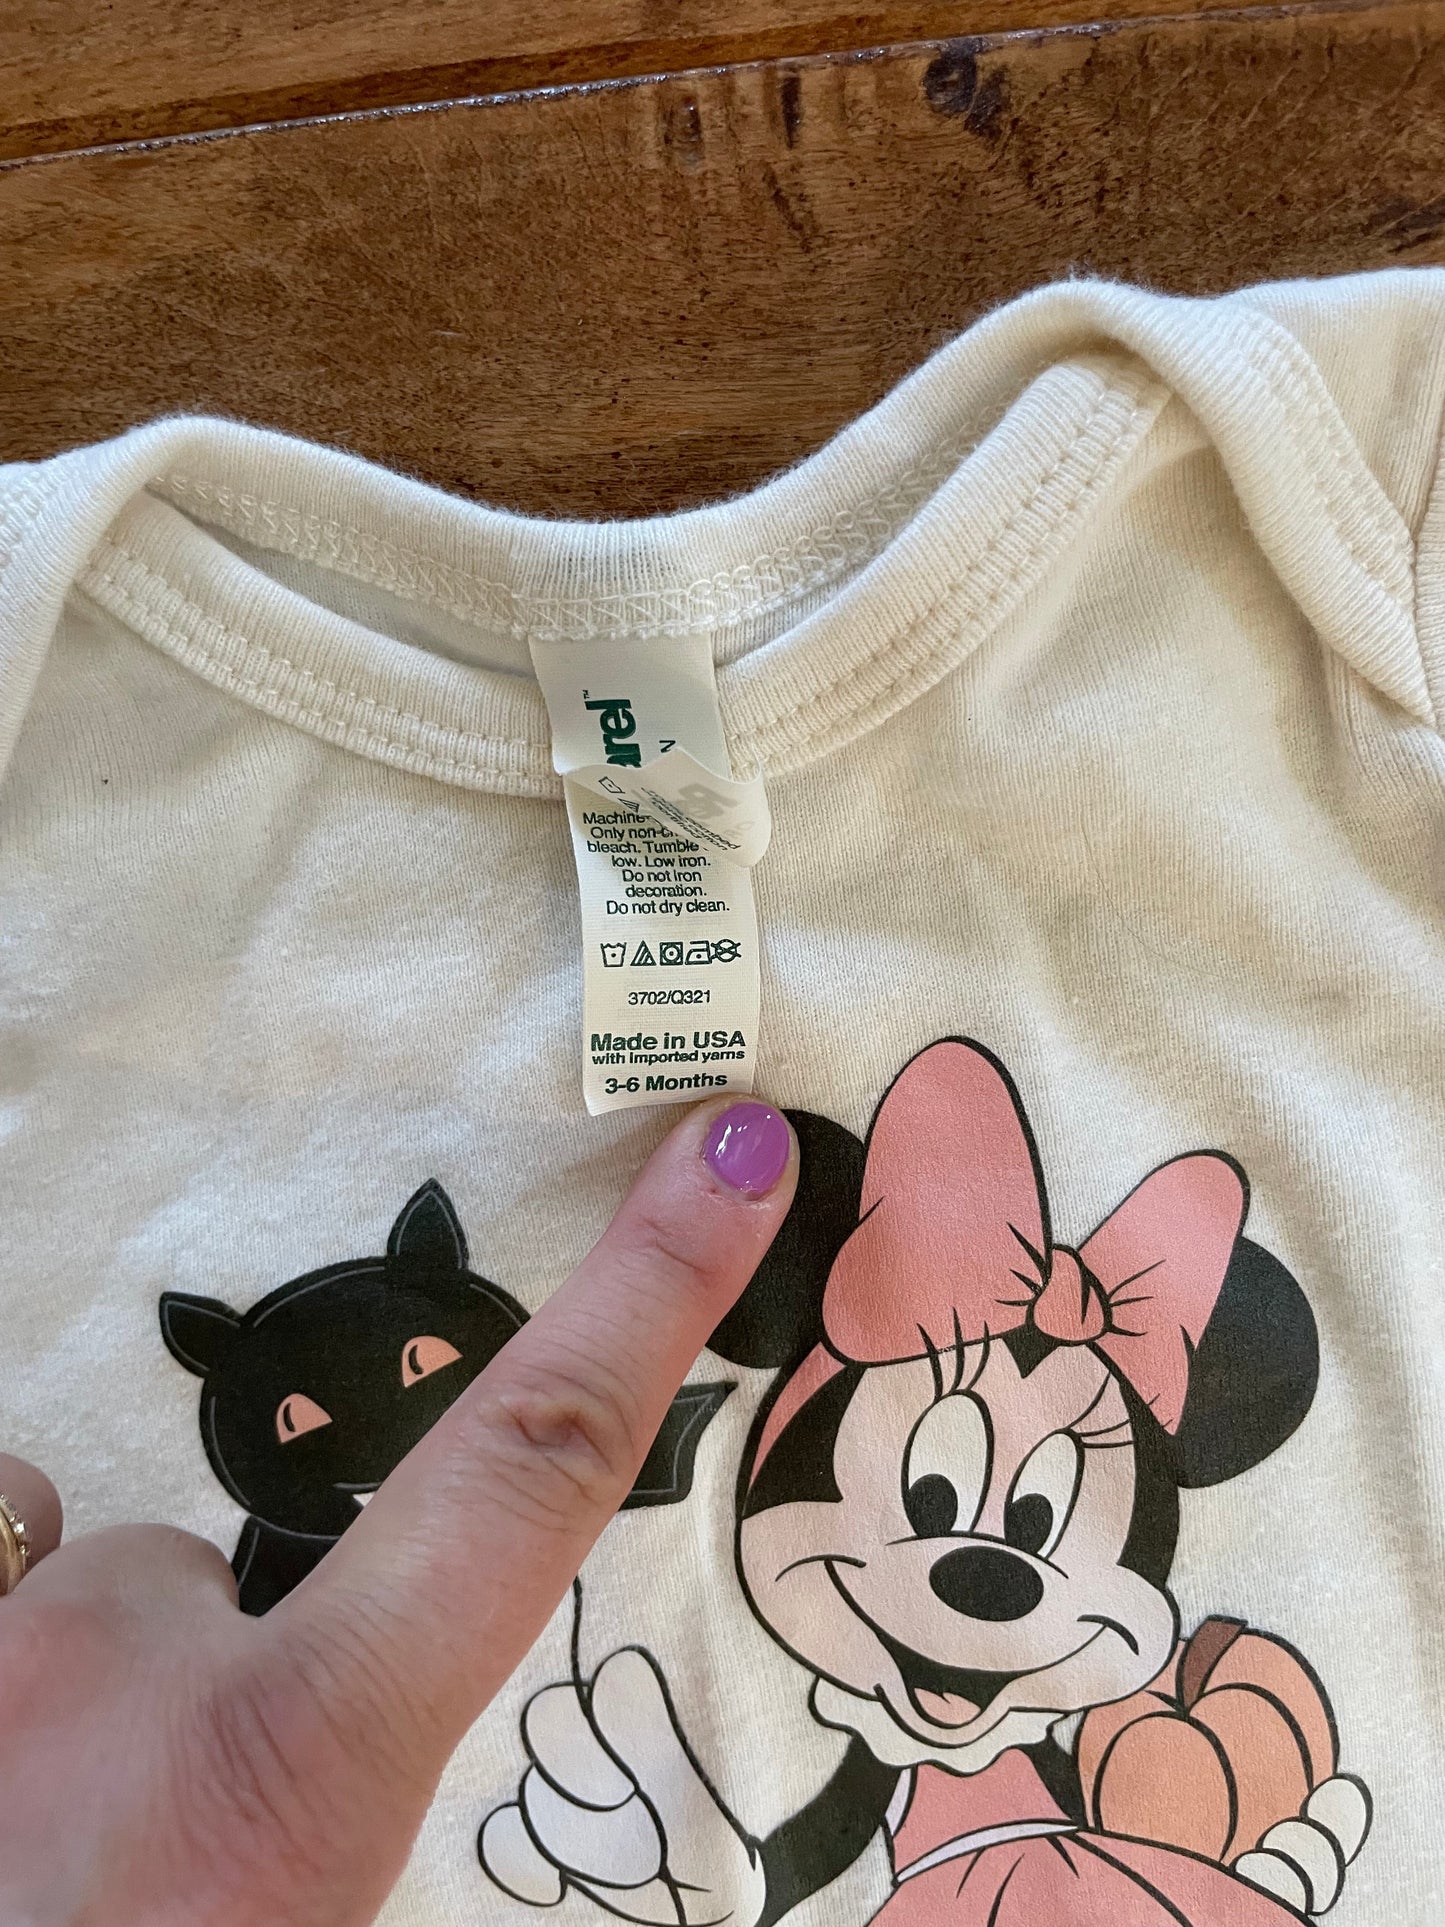 Machine
Only non-
bleach. Tumble
low. Low iron.
Do not iron
decoration.
Do not dry clean.
3702/Q321
Made in USA
with imported yarns
3-6 Months